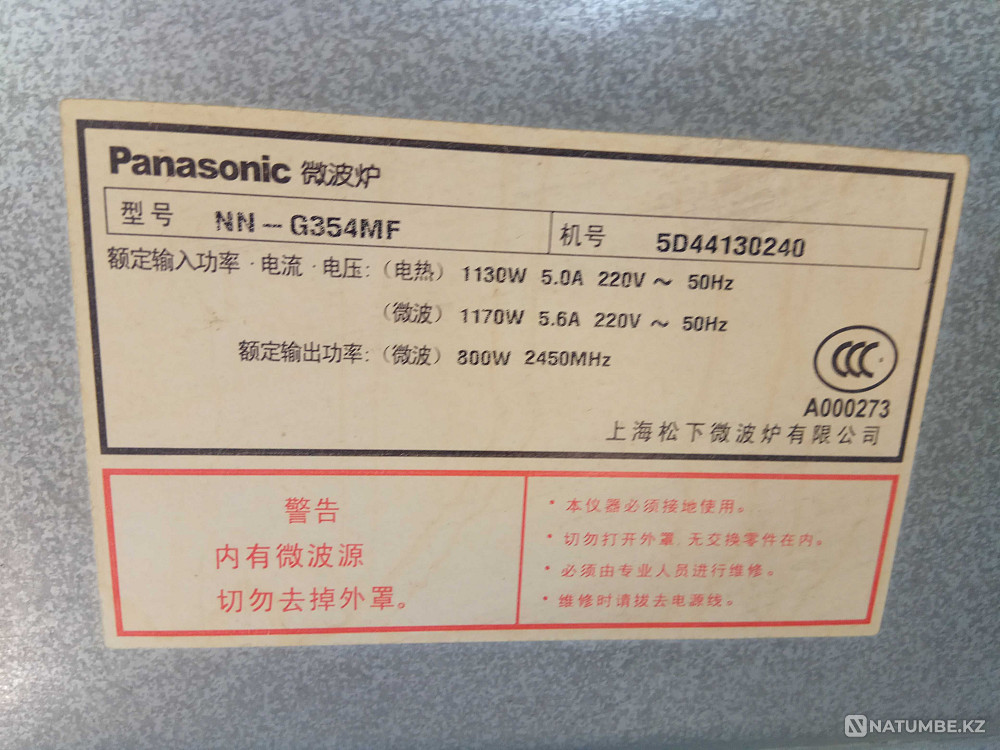 Panasonic 微波炉
型号 NN-G354MF 机号 5D44130240
额定输入功率·电流·电压:(电热) 1130W 5.0A 220V ~ 50Hz
(微波) 1170W 5.6A 220V ~ 50Hz
额定输出功率:(微波) 800W 2450MHz
CCC
A000273
上海松下微波炉有限公司
警告
内有微波源
切勿去掉外罩。
·本仪器必须接地使用。
·切勿打开外罩,无交换零件在内。
·必须由专业人员进行维修。
·维修时请拔去电源线。
NATUMBE.KZ